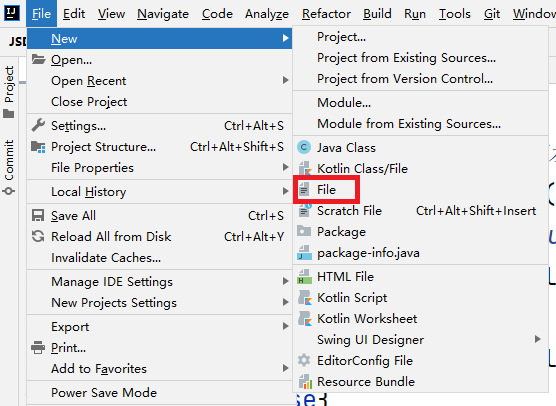 IJ File Edit View Navigate Code Analyze Refactor Build Run Tools Git Window
JSD
Project
Commit
New
Open...
Open Recent
Close Project
Settings... Ctrl+Alt+S
Project Structure... Ctrl+Alt+Shift+S
File Properties
Local History
Save All Ctrl+S
Reload All from Disk Ctrl+Alt+Y
Invalidate Caches...
Manage IDE Settings
New Projects Settings
Export
Print...
Add to Favorites
Power Save Mode
Project...
Project from Existing Sources...
Project from Version Control...
Module...
Module from Existing Sources...
Java Class
Kotlin Class/File
File
Scratch File Ctrl+Alt+Shift+Insert
Package
package-info.java
HTML File
Kotlin Script
Kotlin Worksheet
Swing UI Designer
EditorConfig File
Resource Bundle